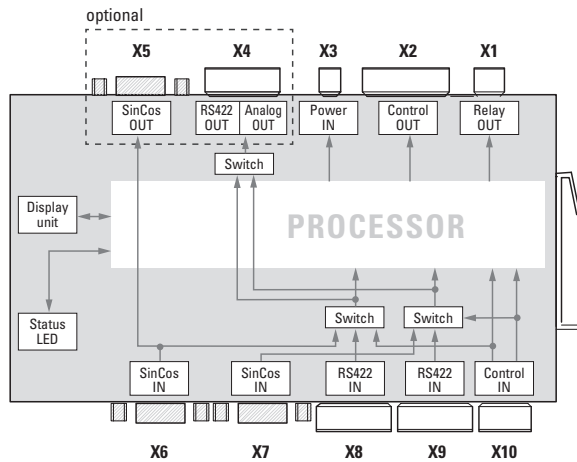 optional
X5 X4 X3 X2 X1
SinCos
OUT
RS422
OUT
Analog
OUT
Power
IN
Control
OUT
Relay
OUT
Switch
Display
unit
PROCESSOR
Status
LED
Switch
Switch
SinCos
IN
SinCos
IN
RS422
IN
RS422
IN
Control
IN
X6 X7 X8 X9 X10